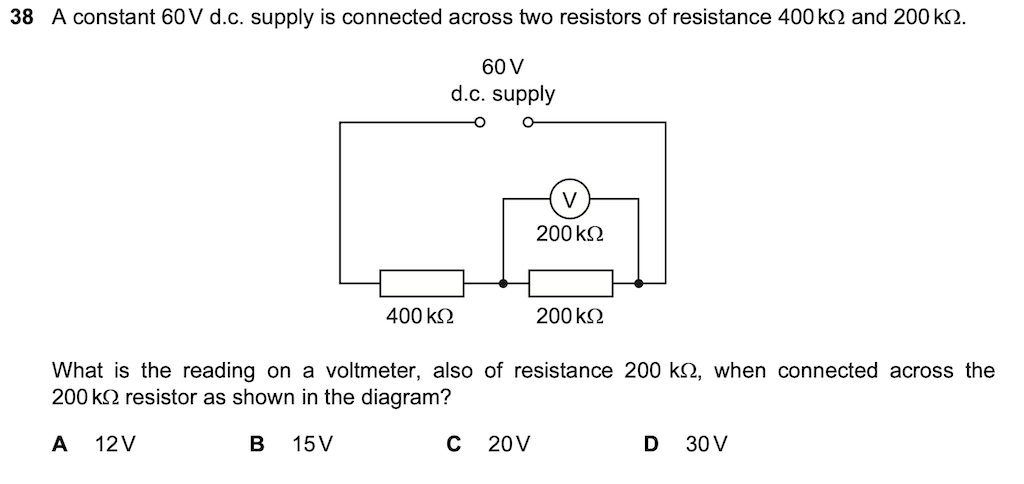 38 A constant 60 V d.c. supply is connected across two resistors of resistance 400 kΩ and 200 kΩ.
60 V
d.c. supply
V
200 kΩ
400 kΩ 200 kΩ
What is the reading on a voltmeter, also of resistance 200 kΩ, when connected across the
200 kΩ resistor as shown in the diagram?
A 12 V B 15 V C 20 V D 30 V